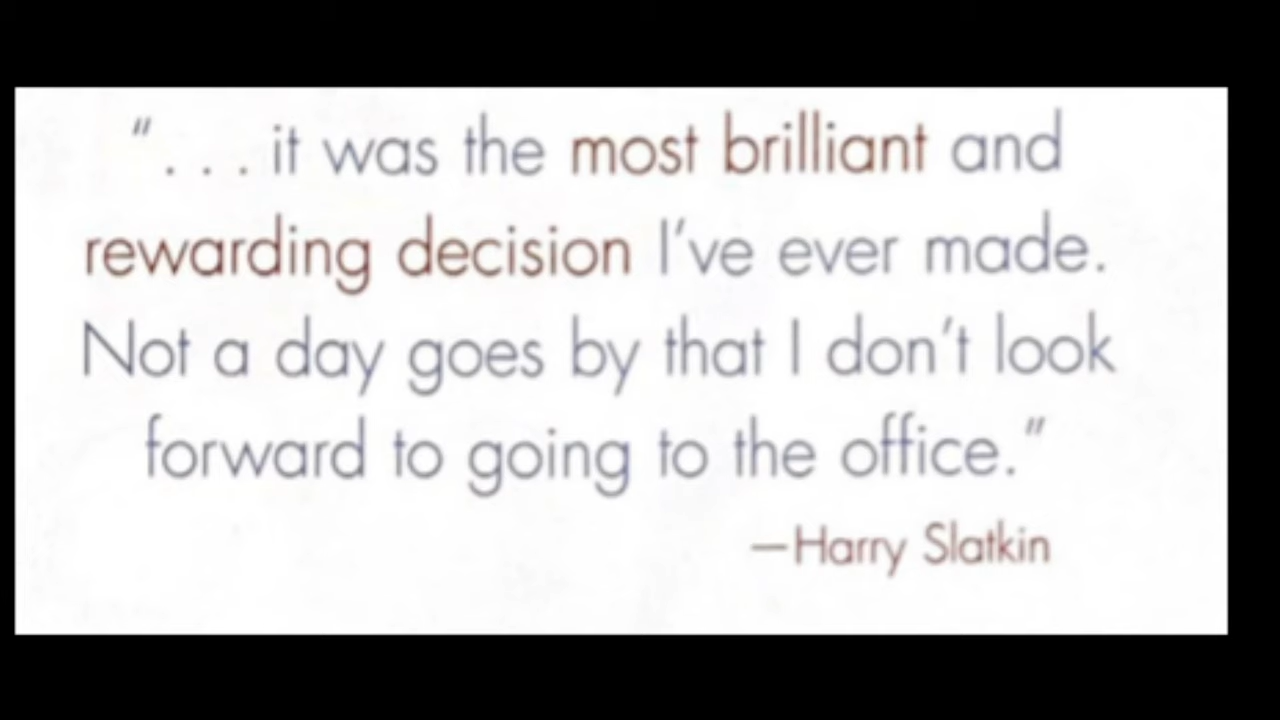 “. . . it was the most brilliant and
rewarding decision I’ve ever made.
Not a day goes by that I don’t look
forward to going to the office.”
—Harry Slatkin